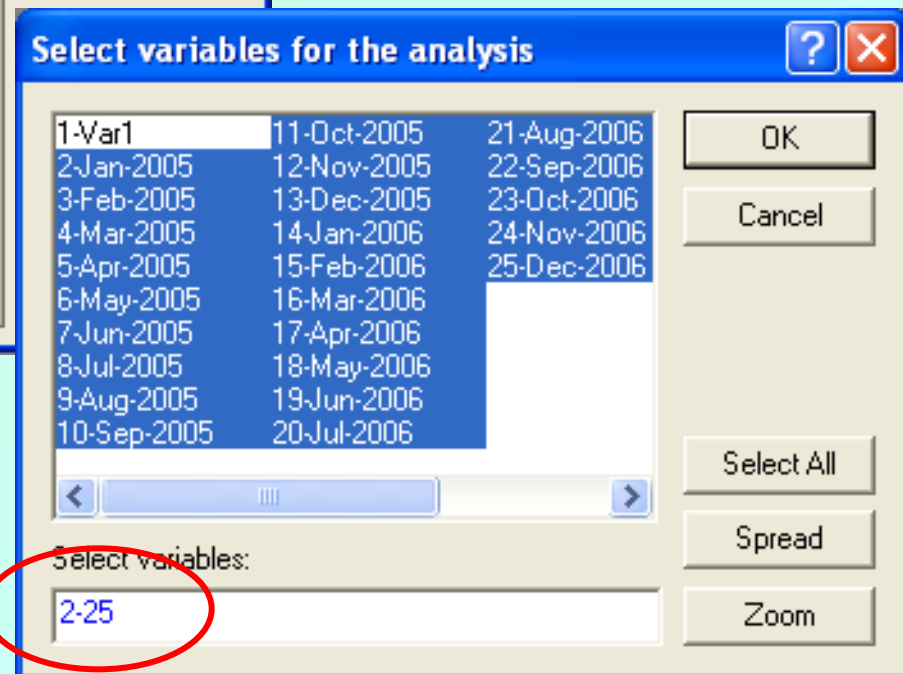 Select variables for the analysis
1-Var1
2-Jan-2005
3-Feb-2005
4-Mar-2005
5-Apr-2005
6-May-2005
7-Jun-2005
8-Jul-2005
9-Aug-2005
10-Sep-2005
11-Oct-2005
12-Nov-2005
13-Dec-2005
14-Jan-2006
15-Feb-2006
16-Mar-2006
17-Apr-2006
18-May-2006
19-Jun-2006
20-Jul-2006
21-Aug-2006
22-Sep-2006
23-Oct-2006
24-Nov-2006
25-Dec-2006
OK
Cancel
Select All
Spread
Zoom
Select variables:
2-25